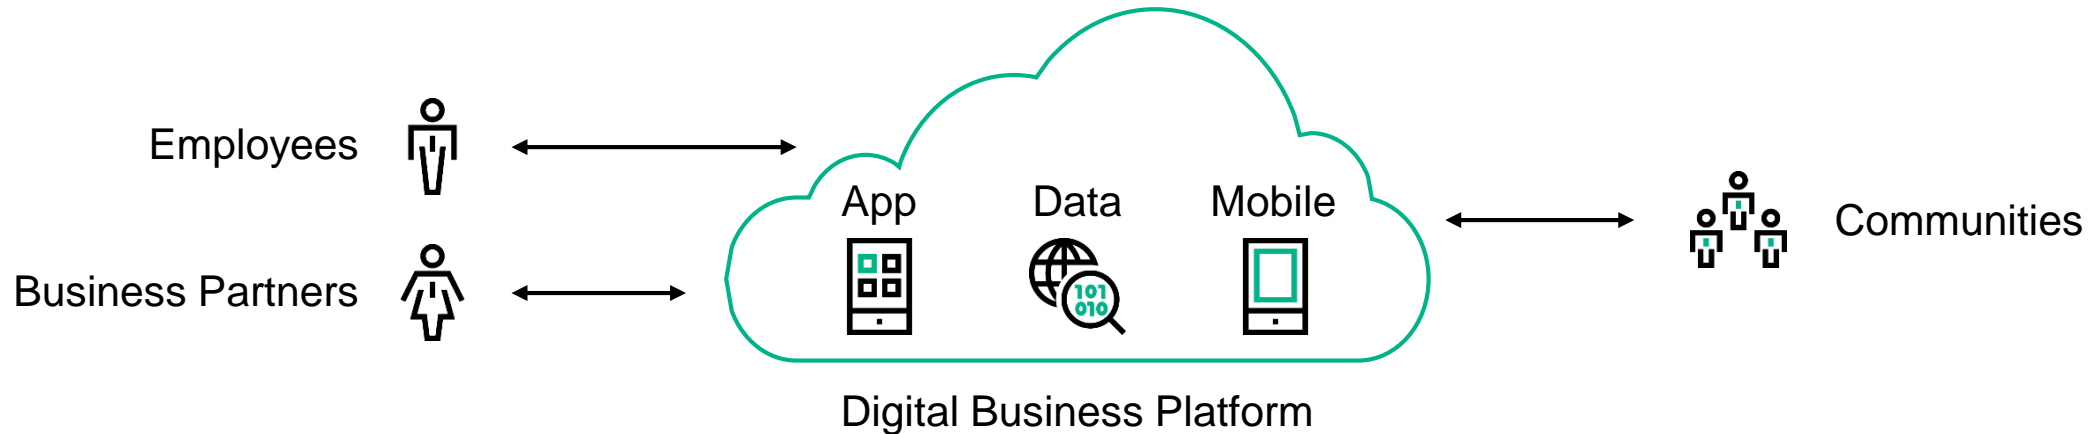 Employees
App
Data
Mobile
Communities
Business Partners
101
010
Digital Business Platform